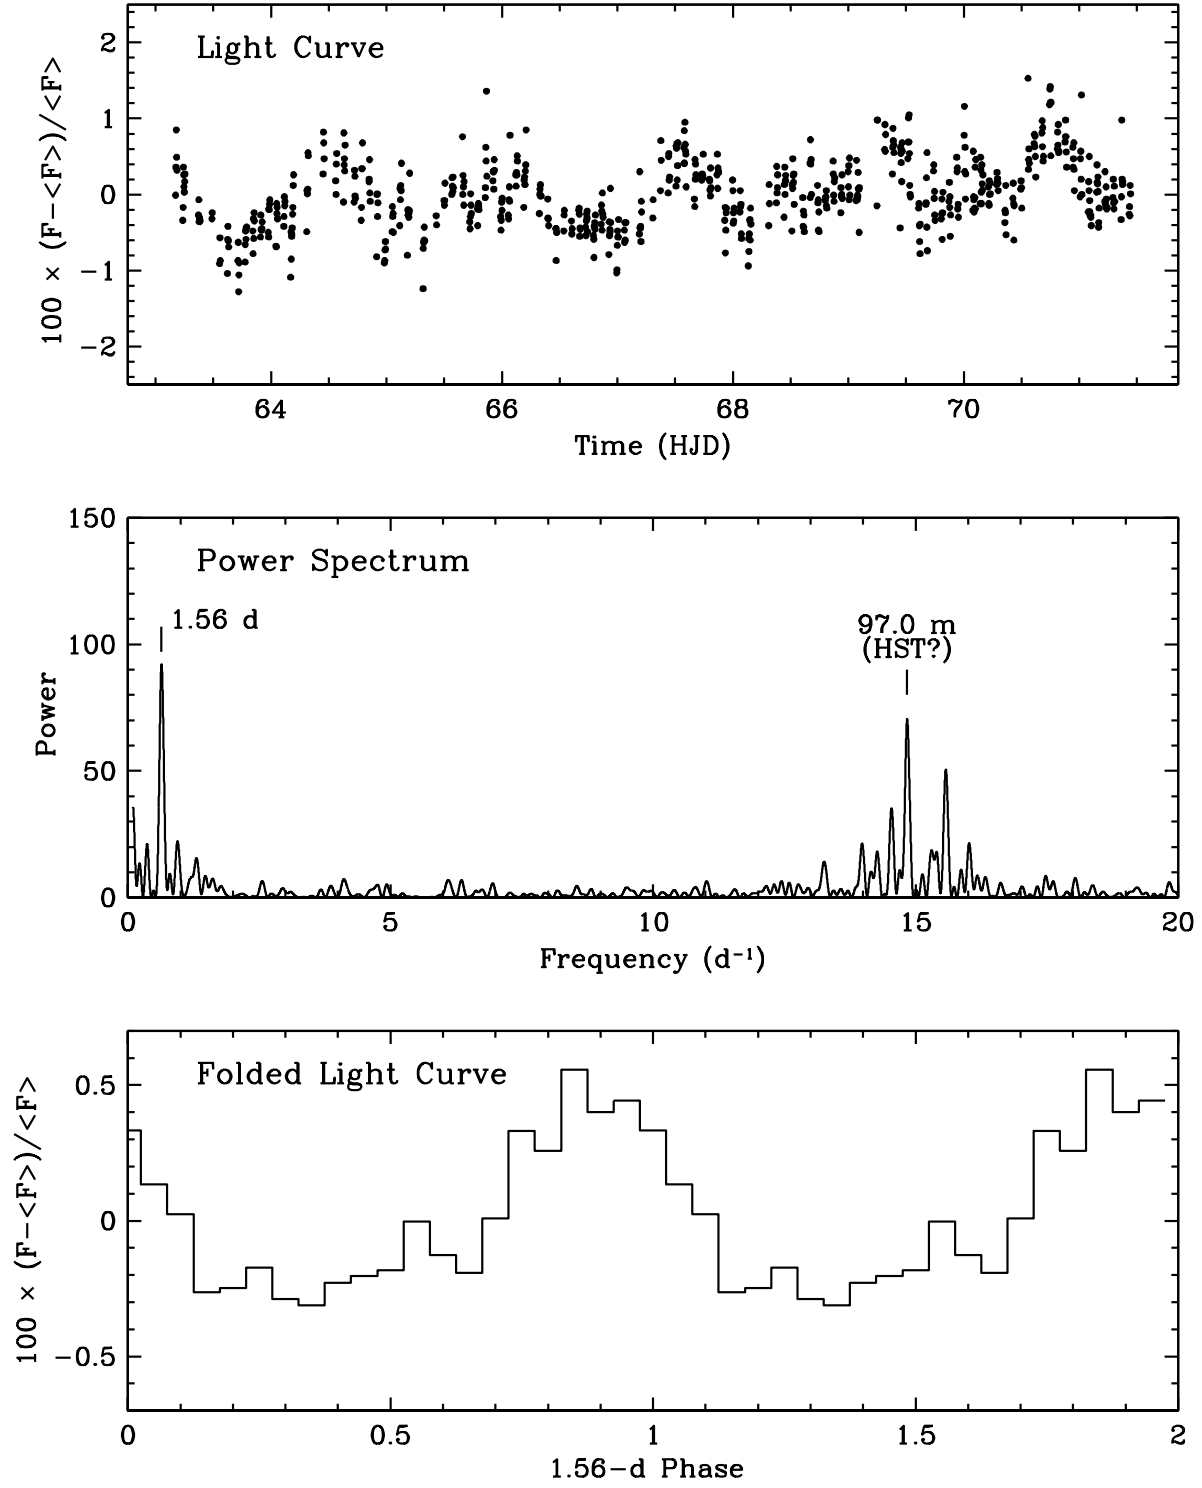 Light Curve
2
1
0
−1
−2
100 × (F−<F>)/<F>
64 66 68 70
Time (HJD)
Power Spectrum
150
100
50
0
Power
1.56 d
97.0 m
(HST?)
0 5 10 15 20
Frequency (d⁻¹)
Folded Light Curve
0.5
0
−0.5
100 × (F−<F>)/<F>
0 0.5 1 1.5 2
1.56−d Phase